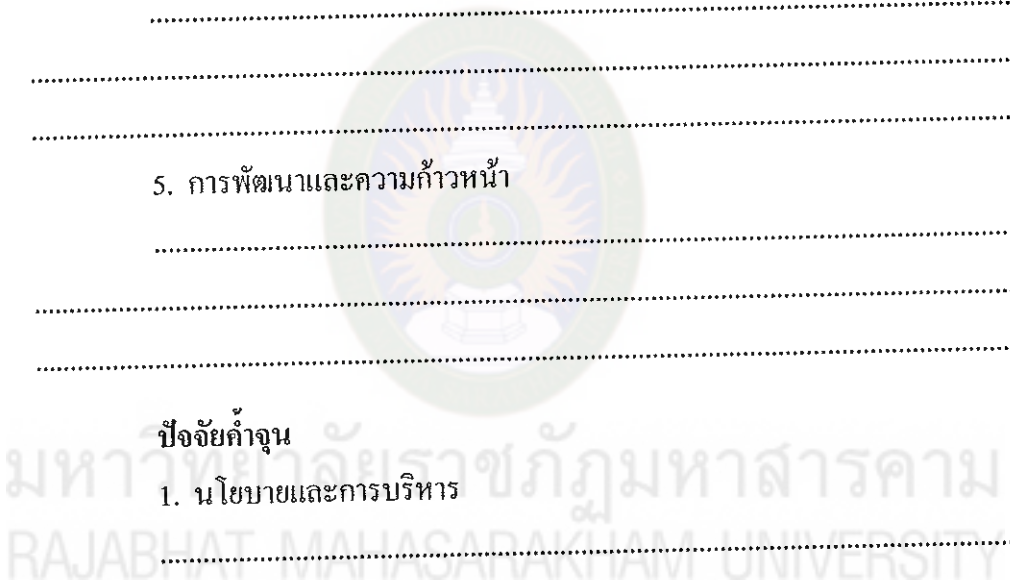 ........................................................................
........................................................................
........................................................................
5. การพัฒนาและความก้าวหน้า
........................................................................
........................................................................
........................................................................
ปัจจัยค้ำจุน
1. นโยบายและการบริหาร
........................................................................
มหาวิทยาลัยราชภัฏมหาสารคาม
RAJABHAT MAHASARAKHAM UNIVERSITY